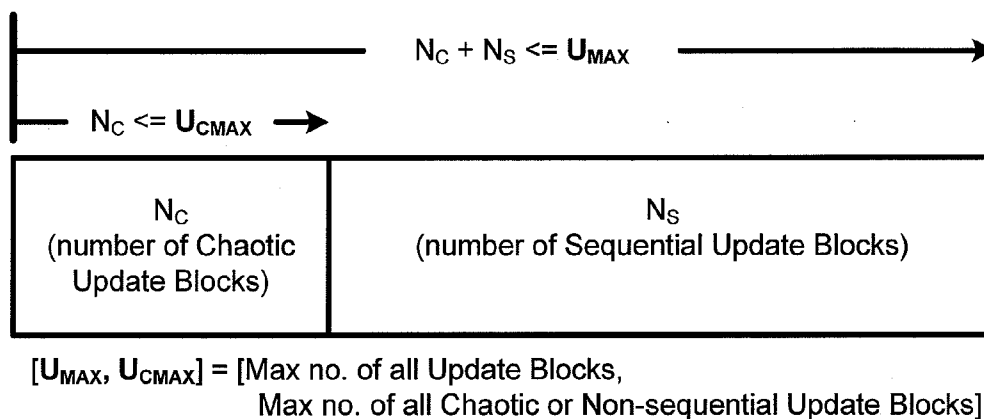 N_C + N_S <= U_MAX
N_C <= U_CMAX
N_C
(number of Chaotic
Update Blocks)
N_S
(number of Sequential Update Blocks)
[U_MAX, U_CMAX] = [Max no. of all Update Blocks,
Max no. of all Chaotic or Non-sequential Update Blocks]